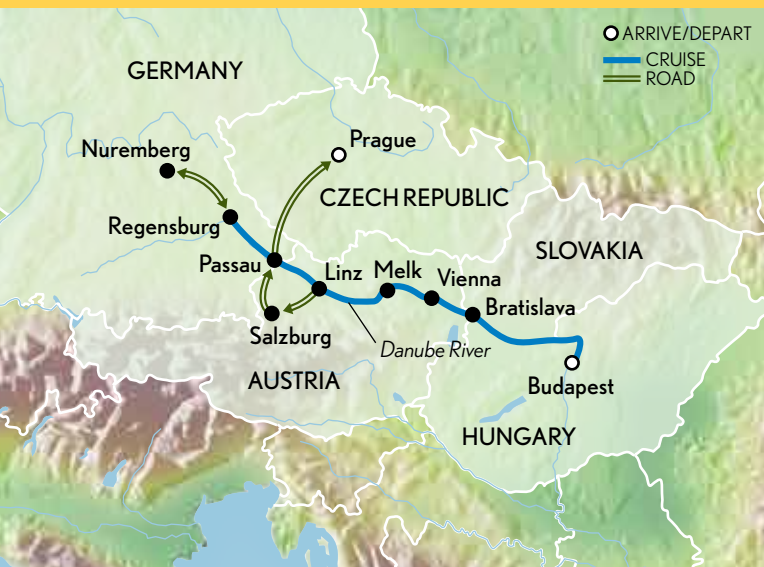 ARRIVE/DEPART
CRUISE
ROAD
GERMANY
Prague
Nuremberg
CZECH REPUBLIC
Regensburg
SLOVAKIA
Passau
Linz
Melk
Vienna
Bratislava
Salzburg
Danube River
AUSTRIA
Budapest
HUNGARY